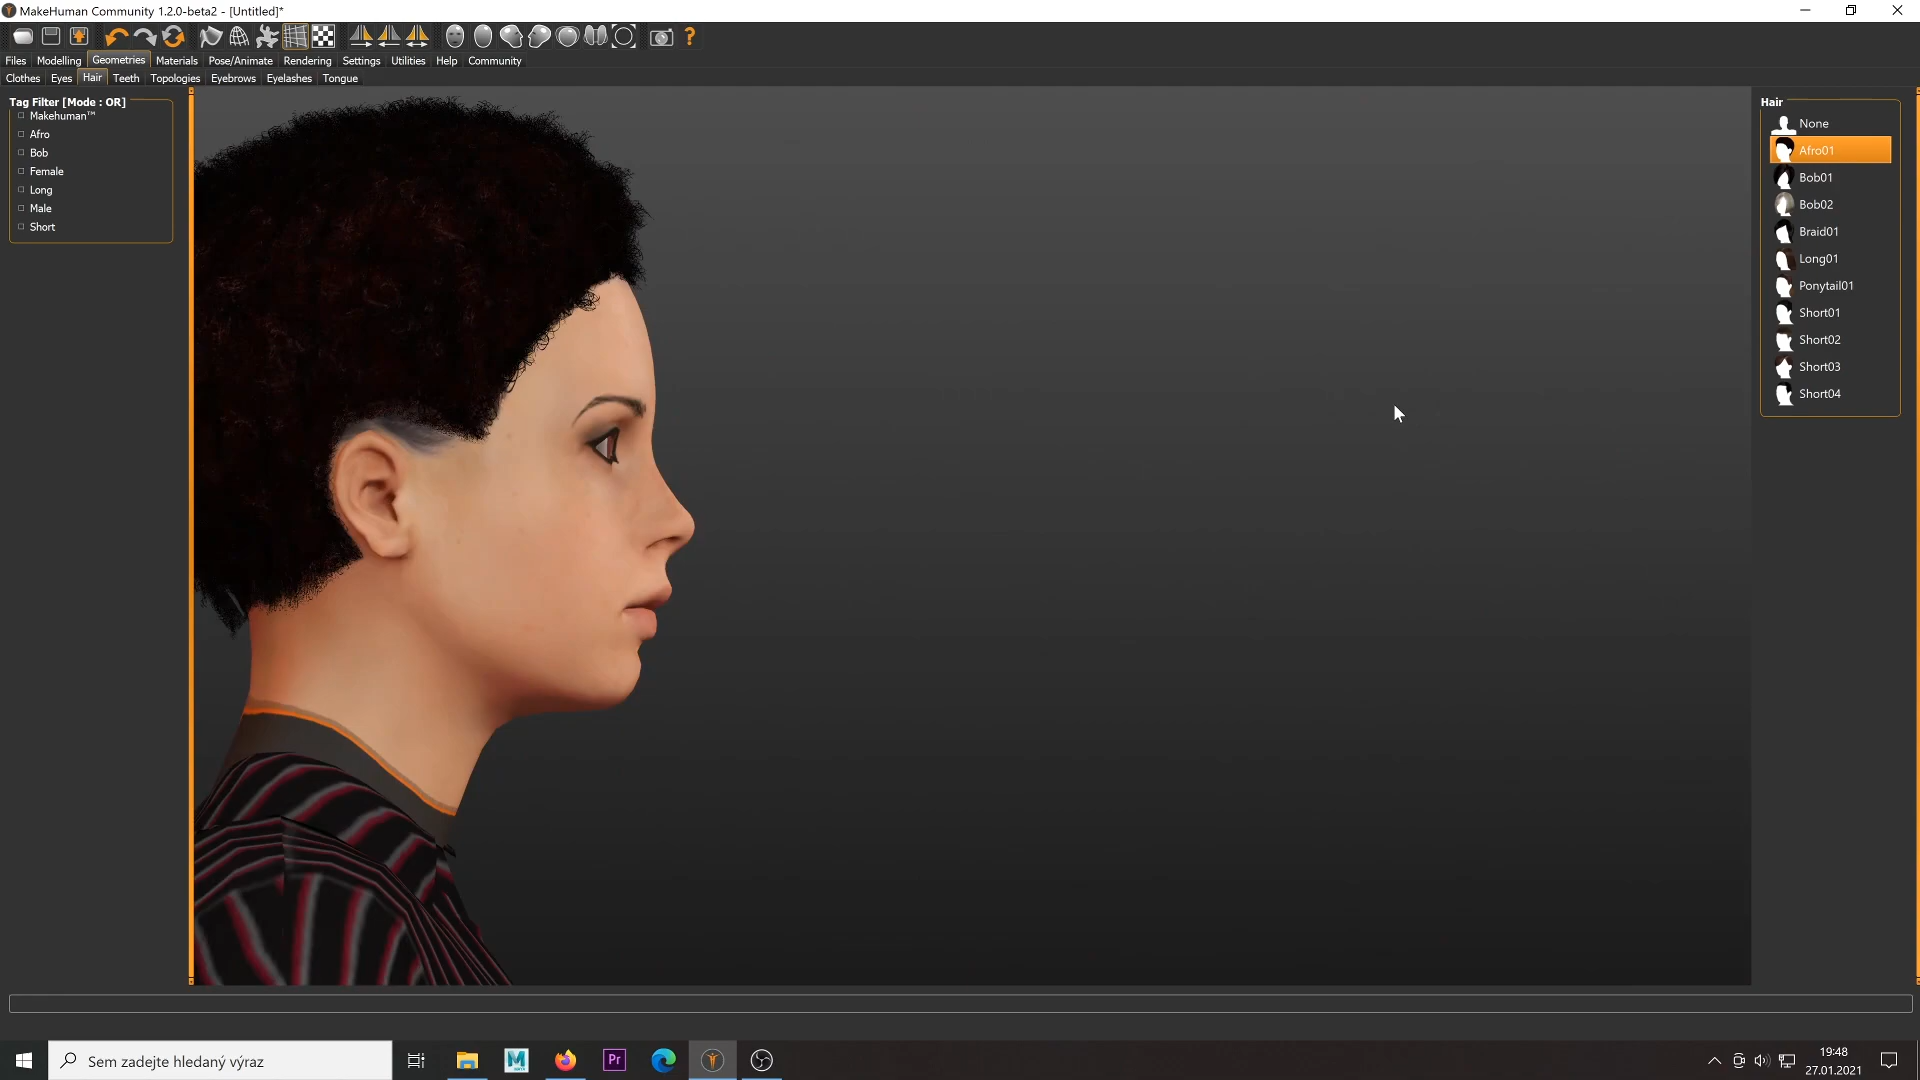 MakeHuman Community 1.2.0-beta2 - [Untitled]*
Files Modelling Geometries Materials Pose/Animate Rendering Settings Utilities Help Community
Clothes Eyes Hair Teeth Topologies Eyebrows Eyelashes Tongue
Tag Filter [Mode : OR]
Makehuman™
Afro
Bob
Female
Long
Male
Short
Hair
None
Afro01
Bob01
Bob02
Braid01
Long01
Ponytail01
Short01
Short02
Short03
Short04
Sem zadejte hledaný výraz
M
Pr
19:48
27.01.2021